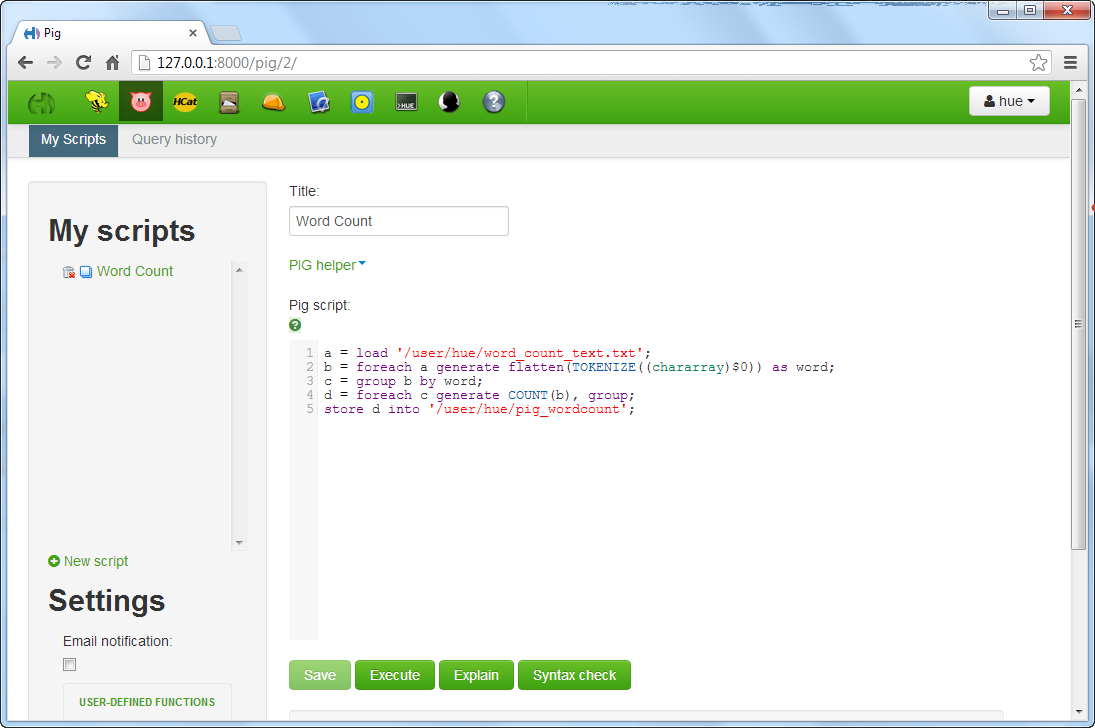 Pig
127.0.0.1:8000/pig/2/
HCat
>HUE
?
hue
My Scripts
Query history
My scripts
Word Count
New script
Settings
Email notification:
USER-DEFINED FUNCTIONS
Title:
Word Count
PIG helper
Pig script:
?
1 a = load '/user/hue/word_count_text.txt';
2 b = foreach a generate flatten(TOKENIZE((chararray)$0)) as word;
3 c = group b by word;
4 d = foreach c generate COUNT(b), group;
5 store d into '/user/hue/pig_wordcount';
Save
Execute
Explain
Syntax check